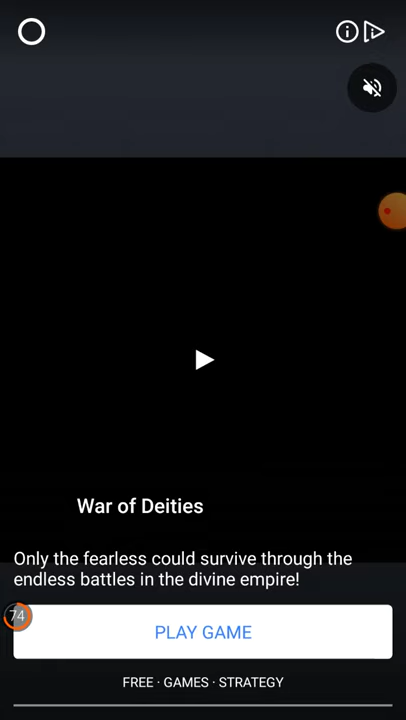 War of Deities
Only the fearless could survive through the
endless battles in the divine empire!
74
PLAY GAME
FREE · GAMES · STRATEGY